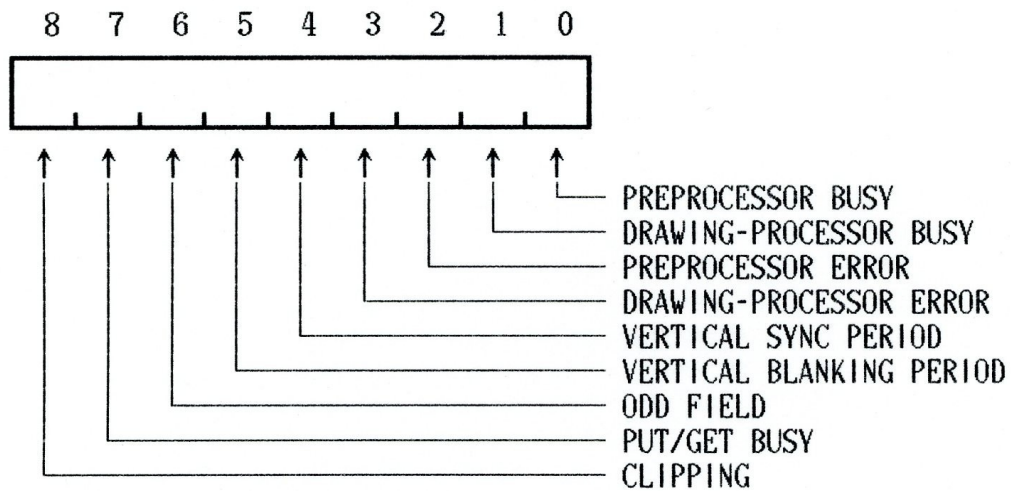 8 7 6 5 4 3 2 1 0
PREPROCESSOR BUSY
DRAWING-PROCESSOR BUSY
PREPROCESSOR ERROR
DRAWING-PROCESSOR ERROR
VERTICAL SYNC PERIOD
VERTICAL BLANKING PERIOD
ODD FIELD
PUT/GET BUSY
CLIPPING